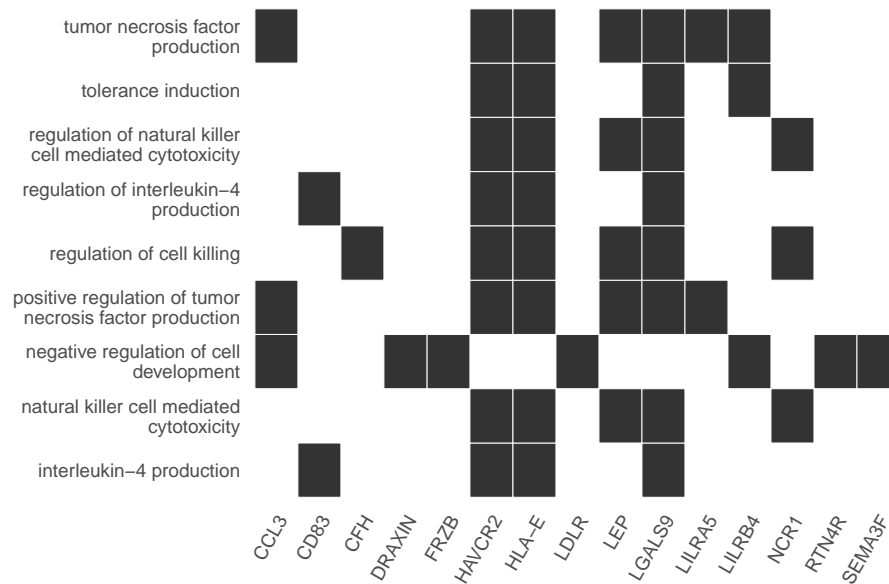 tumor necrosis factor
production
tolerance induction
regulation of natural killer
cell mediated cytotoxicity
regulation of interleukin−4
production
regulation of cell killing
positive regulation of tumor
necrosis factor production
negative regulation of cell
development
natural killer cell mediated
cytotoxicity
interleukin−4 production
CCL3
CD83
CFH
DRAXIN
FRZB
HAVCR2
HLA−E
LDLR
LEP
LGALS9
LILRA5
LILRB4
NCR1
RTN4R
SEMA3F